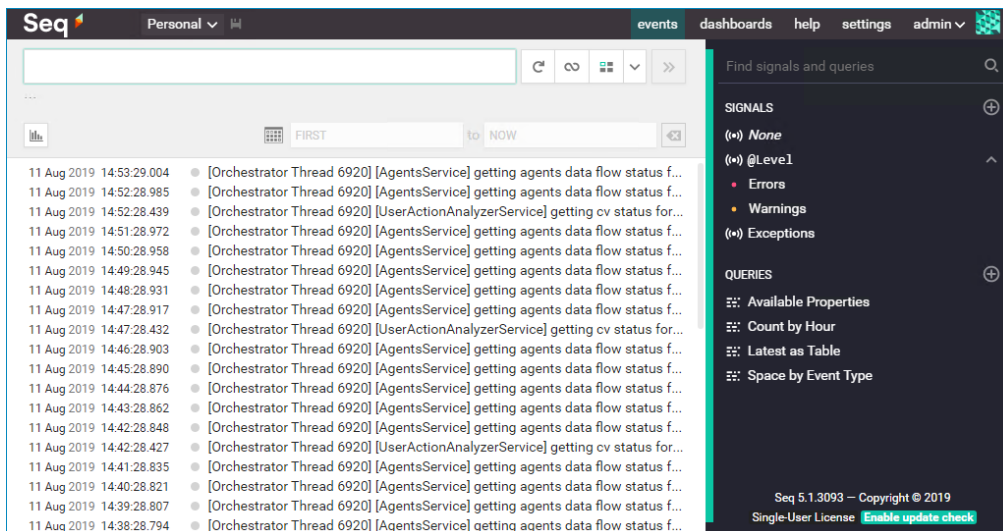 Seq Personal events dashboards help settings admin
Find signals and queries
...
FIRST to NOW
11 Aug 2019 14:53:29.004 [Orchestrator Thread 6920] [AgentsService] getting agents data flow status f...
11 Aug 2019 14:52:28.985 [Orchestrator Thread 6920] [AgentsService] getting agents data flow status f...
11 Aug 2019 14:52:28.439 [Orchestrator Thread 6920] [UserActionAnalyzerService] getting cv status for...
11 Aug 2019 14:51:28.972 [Orchestrator Thread 6920] [AgentsService] getting agents data flow status f...
11 Aug 2019 14:50:28.958 [Orchestrator Thread 6920] [AgentsService] getting agents data flow status f...
11 Aug 2019 14:49:28.945 [Orchestrator Thread 6920] [AgentsService] getting agents data flow status f...
11 Aug 2019 14:48:28.931 [Orchestrator Thread 6920] [AgentsService] getting agents data flow status f...
11 Aug 2019 14:47:28.917 [Orchestrator Thread 6920] [AgentsService] getting agents data flow status f...
11 Aug 2019 14:47:28.432 [Orchestrator Thread 6920] [UserActionAnalyzerService] getting cv status for...
11 Aug 2019 14:46:28.903 [Orchestrator Thread 6920] [AgentsService] getting agents data flow status f...
11 Aug 2019 14:45:28.890 [Orchestrator Thread 6920] [AgentsService] getting agents data flow status f...
11 Aug 2019 14:44:28.876 [Orchestrator Thread 6920] [AgentsService] getting agents data flow status f...
11 Aug 2019 14:43:28.862 [Orchestrator Thread 6920] [AgentsService] getting agents data flow status f...
11 Aug 2019 14:42:28.848 [Orchestrator Thread 6920] [AgentsService] getting agents data flow status f...
11 Aug 2019 14:42:28.427 [Orchestrator Thread 6920] [UserActionAnalyzerService] getting cv status for...
11 Aug 2019 14:41:28.835 [Orchestrator Thread 6920] [AgentsService] getting agents data flow status f...
11 Aug 2019 14:40:28.821 [Orchestrator Thread 6920] [AgentsService] getting agents data flow status f...
11 Aug 2019 14:39:28.807 [Orchestrator Thread 6920] [AgentsService] getting agents data flow status f...
11 Aug 2019 14:38:28.794 [Orchestrator Thread 6920] [AgentsService] getting agents data flow status f...
SIGNALS
None
@Level
Errors
Warnings
Exceptions
QUERIES
Available Properties
Count by Hour
Latest as Table
Space by Event Type
Seq 5.1.3093 — Copyright © 2019
Single-User License Enable update check